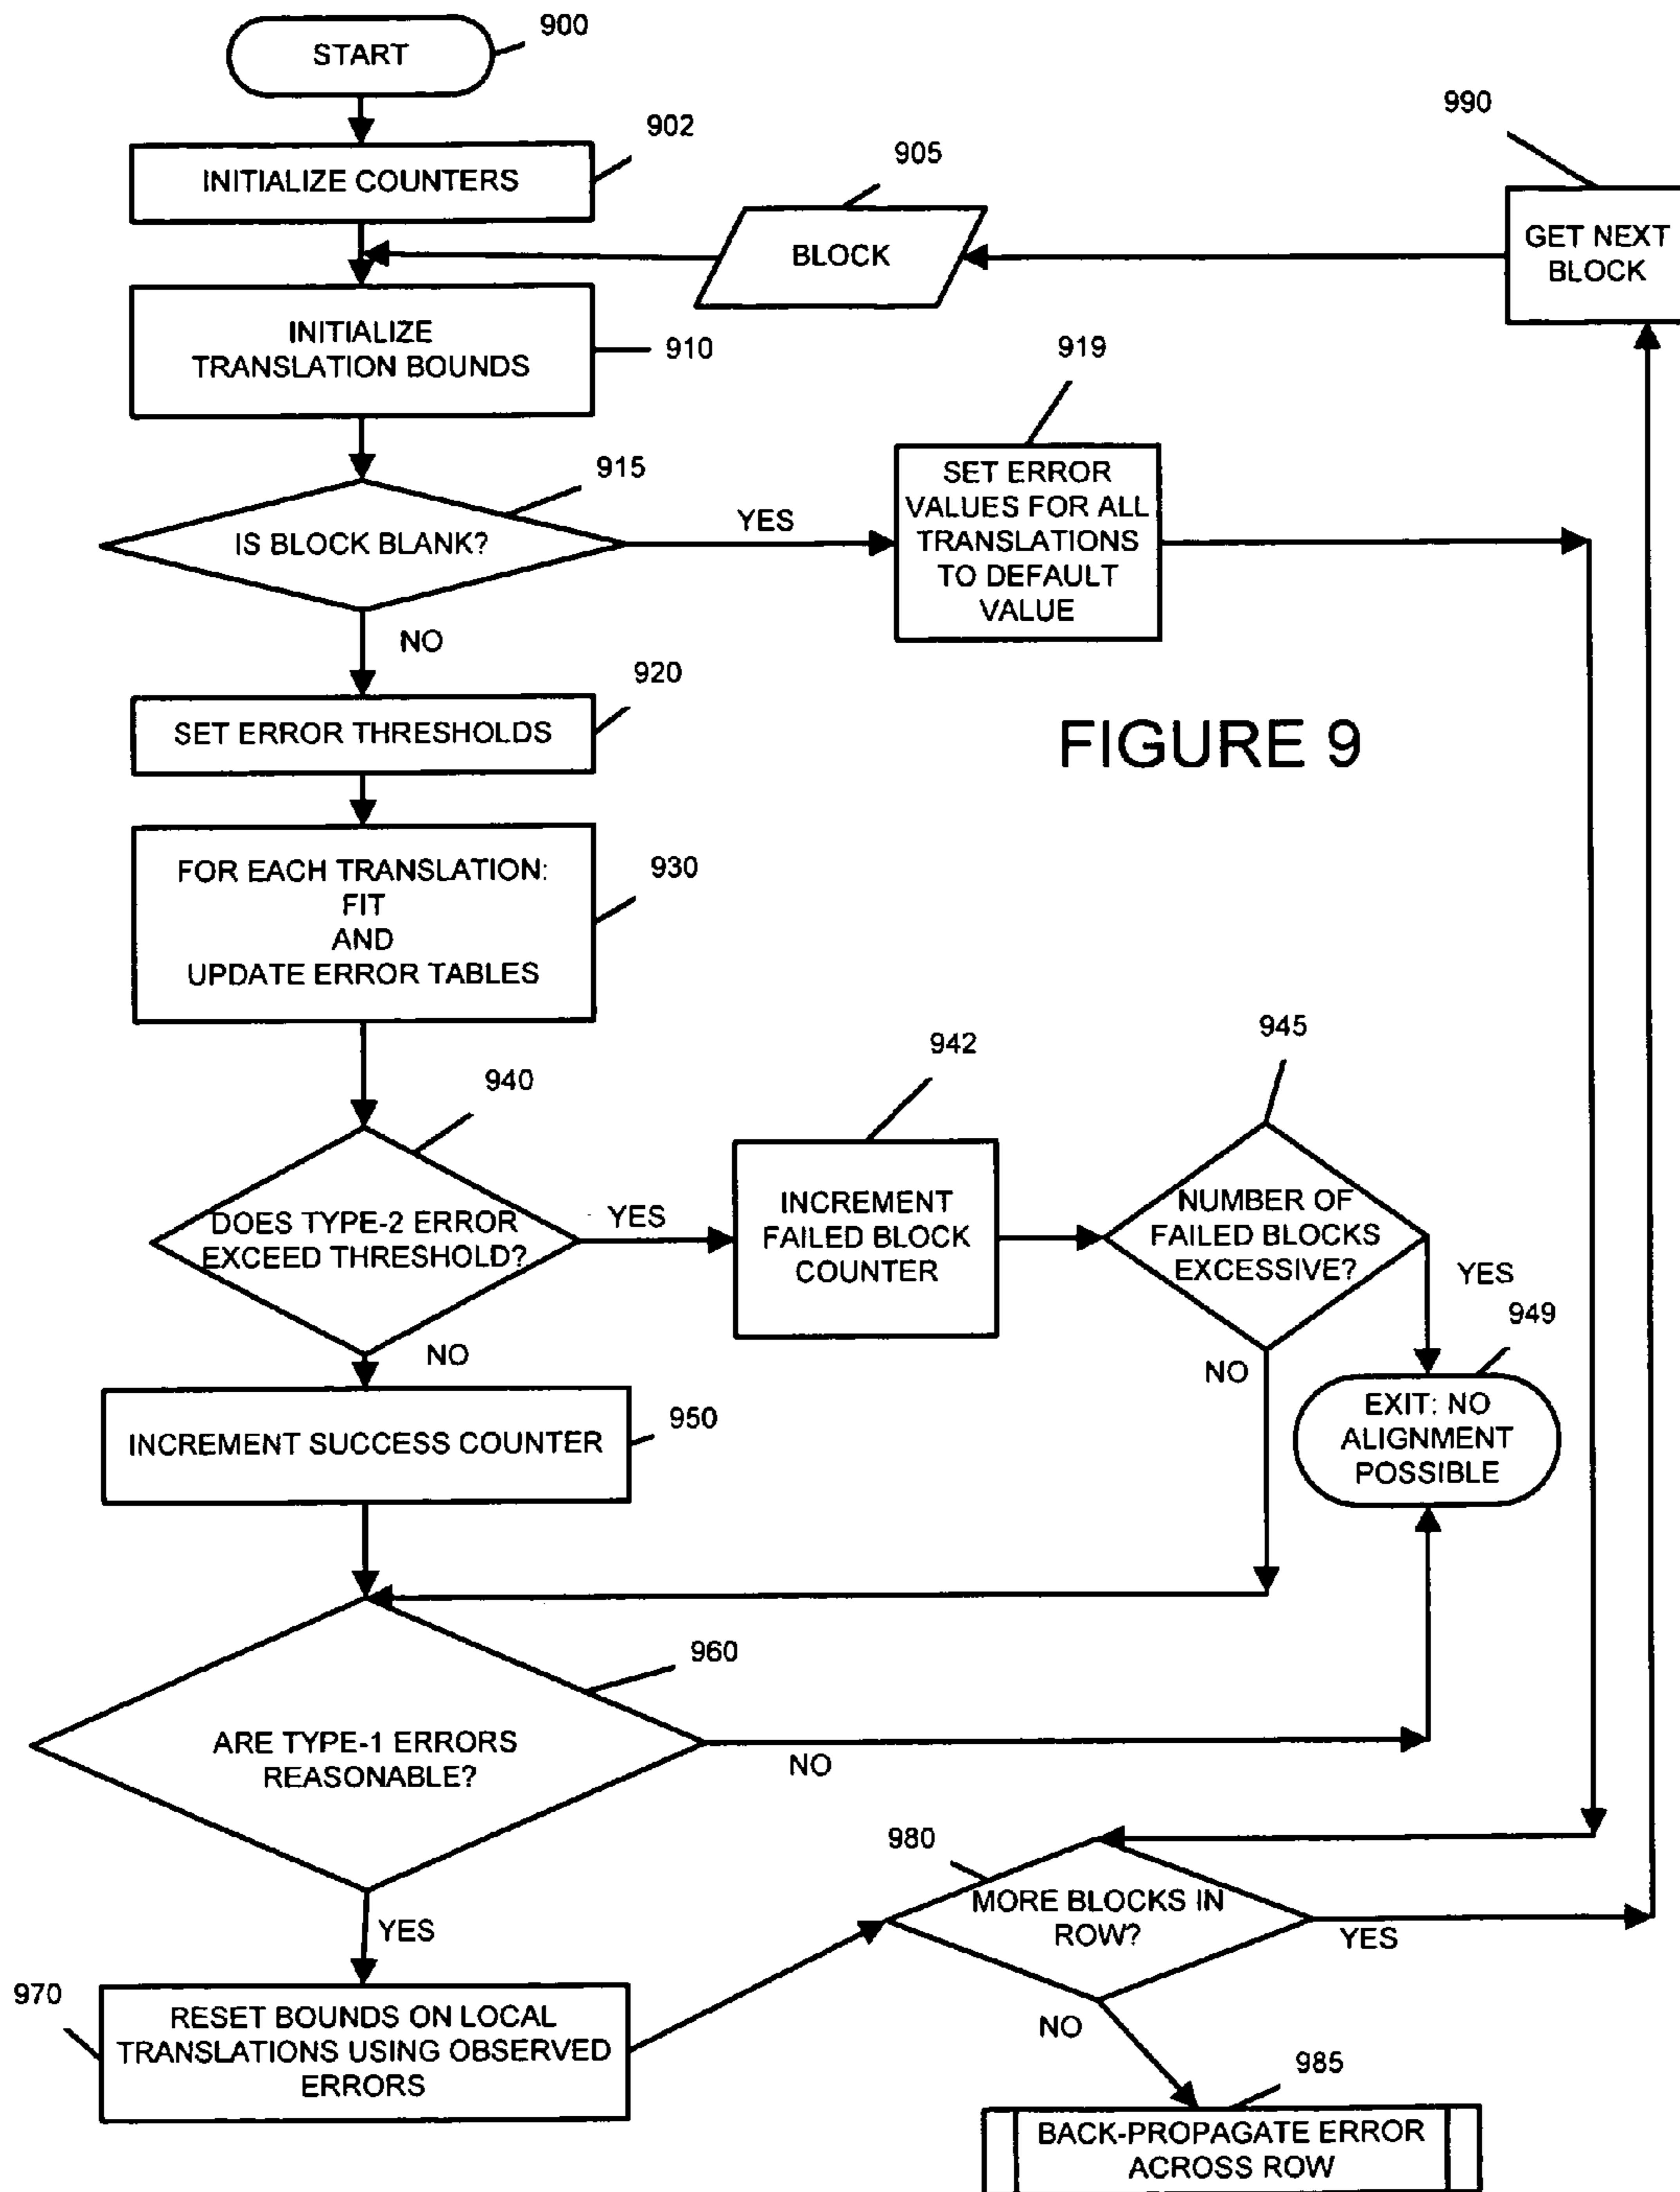 900
START
990
902
905
INITIALIZE COUNTERS
BLOCK
GET NEXT
BLOCK
INITIALIZE
TRANSLATION BOUNDS
910
919
915
SET ERROR
VALUES FOR ALL
TRANSLATIONS
TO DEFAULT
VALUE
IS BLOCK BLANK?
YES
NO
920
SET ERROR THRESHOLDS
FIGURE 9
FOR EACH TRANSLATION:
FIT
AND
UPDATE ERROR TABLES
930
945
942
940
DOES TYPE-2 ERROR
EXCEED THRESHOLD?
YES
INCREMENT
FAILED BLOCK
COUNTER
NUMBER OF
FAILED BLOCKS
EXCESSIVE?
YES
949
NO
NO
EXIT: NO
ALIGNMENT
POSSIBLE
INCREMENT SUCCESS COUNTER
950
960
ARE TYPE-1 ERRORS
REASONABLE?
NO
980
MORE BLOCKS IN
ROW?
YES
YES
970
RESET BOUNDS ON LOCAL
TRANSLATIONS USING OBSERVED
ERRORS
NO
985
BACK-PROPAGATE ERROR
ACROSS ROW